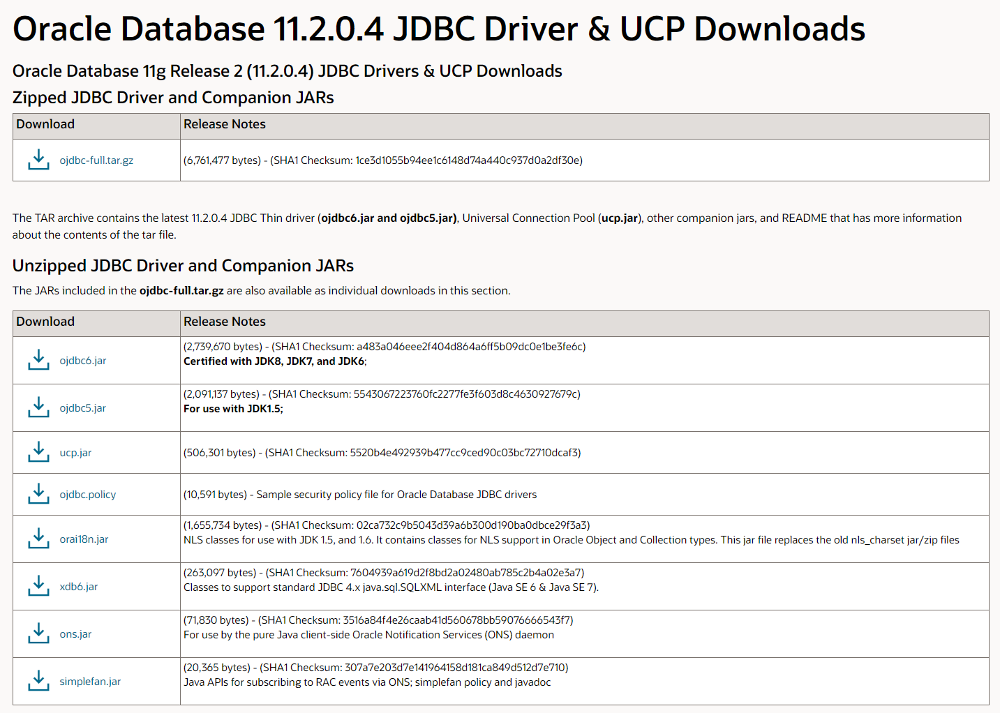 Oracle Database 11.2.0.4 JDBC Driver & UCP Downloads
Oracle Database 11g Release 2 (11.2.0.4) JDBC Drivers & UCP Downloads
Zipped JDBC Driver and Companion JARs
Download Release Notes
ojdbc-full.tar.gz (6,761,477 bytes) - (SHA1 Checksum: 1ce3d1055b94ee1c6148d74a440c937d0a2df30e)
The TAR archive contains the latest 11.2.0.4 JDBC Thin driver (ojdbc6.jar and ojdbc5.jar), Universal Connection Pool (ucp.jar), other companion jars, and README that has more information
about the contents of the tar file.
Unzipped JDBC Driver and Companion JARs
The JARs included in the ojdbc-full.tar.gz are also available as individual downloads in this section.
Download Release Notes
ojdbc6.jar (2,739,670 bytes) - (SHA1 Checksum: a483a046eee2f404d864a6ff5b09dc0e1be3fe6c)
Certified with JDK8, JDK7, and JDK6;
ojdbc5.jar (2,091,137 bytes) - (SHA1 Checksum: 5543067223760fc2277fe3f603d8c4630927679c)
For use with JDK1.5;
ucp.jar (506,301 bytes) - (SHA1 Checksum: 5520b4e492939b477cc9ced90c03bc72710dcaf3)
ojdbc.policy (10,591 bytes) - Sample security policy file for Oracle Database JDBC drivers
orai18n.jar (1,655,734 bytes) - (SHA1 Checksum: 02ca732c9b5043d39a6b300d190ba0dbce29f3a3)
NLS classes for use with JDK 1.5, and 1.6. It contains classes for NLS support in Oracle Object and Collection types. This jar file replaces the old nls_charset jar/zip files
xdb6.jar (263,097 bytes) - (SHA1 Checksum: 7604939a619d2f8bd2a02480ab785c2b4a02e3a7)
Classes to support standard JDBC 4.x java.sql.SQLXML interface (Java SE 6 & Java SE 7).
ons.jar (71,830 bytes) - (SHA1 Checksum: 3516a84f4e26caab41d560678bb59076666543f7)
For use by the pure Java client-side Oracle Notification Services (ONS) daemon
simplefan.jar (20,365 bytes) - (SHA1 Checksum: 307a7e203d7e141964158d181ca849d512d7e710)
Java APIs for subscribing to RAC events via ONS; simplefan policy and javadoc